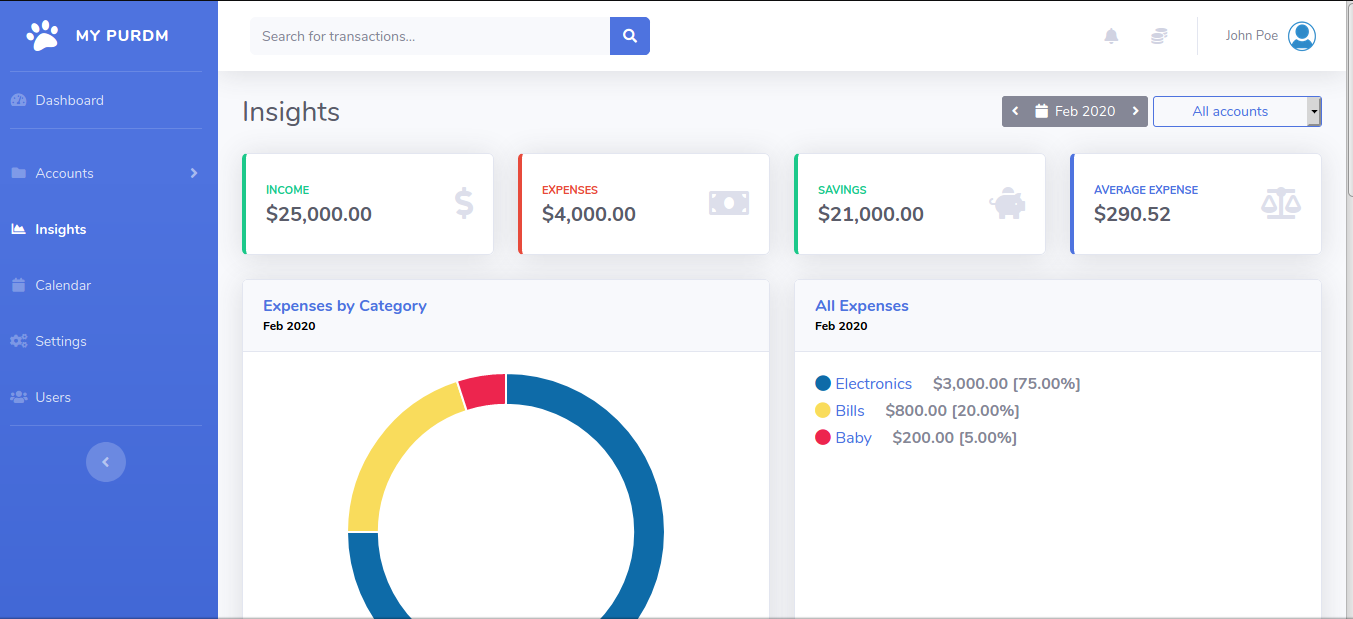 MY PURDM
Search for transactions...
John Poe
Dashboard
Accounts
Insights
Calendar
Settings
Users
Insights
Feb 2020
All accounts
INCOME
$25,000.00
EXPENSES
$4,000.00
SAVINGS
$21,000.00
AVERAGE EXPENSE
$290.52
Expenses by Category
Feb 2020
All Expenses
Feb 2020
Electronics $3,000.00 [75.00%]
Bills $800.00 [20.00%]
Baby $200.00 [5.00%]